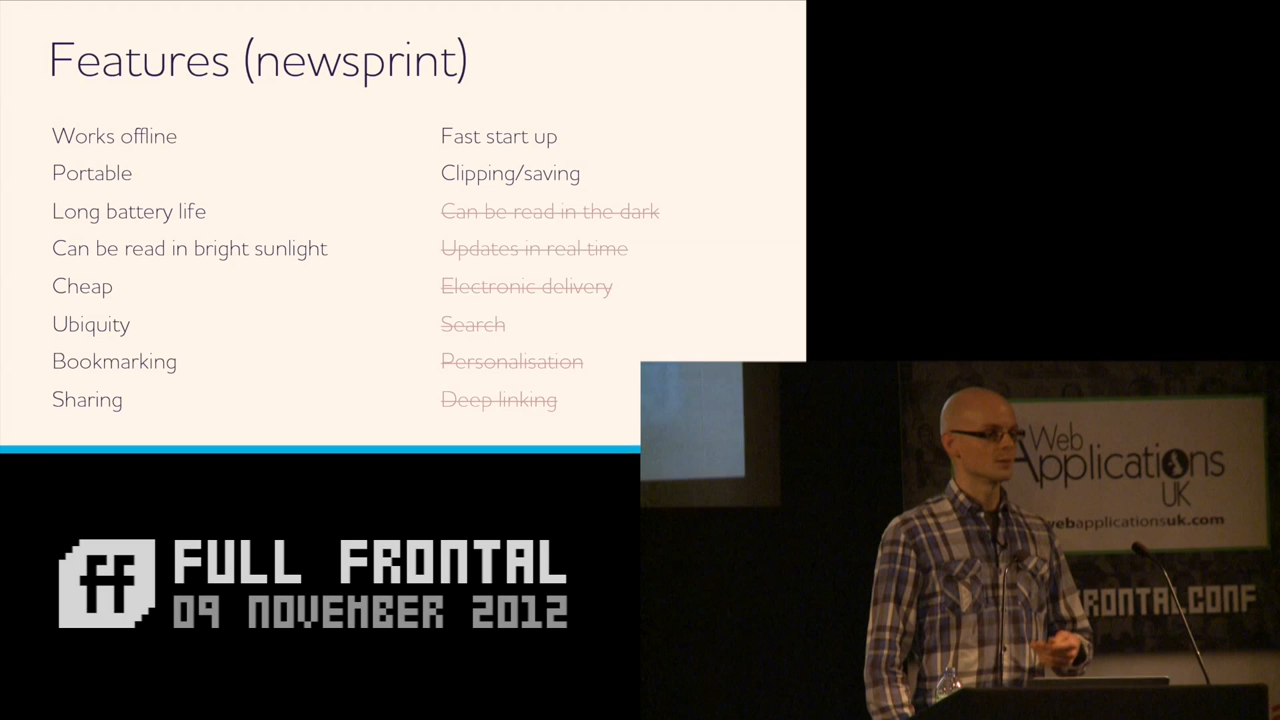 Features (newsprint)
Works offline
Portable
Long battery life
Can be read in bright sunlight
Cheap
Ubiquity
Bookmarking
Sharing
Fast start up
Clipping/saving
Can be read in the dark
Updates in real time
Electronic delivery
Search
Personalisation
Deep linking
ff FULL FRONTAL
09 NOVEMBER 2012
Web
Applications
UK
webapplicationsuk.com
FRONTALCONF